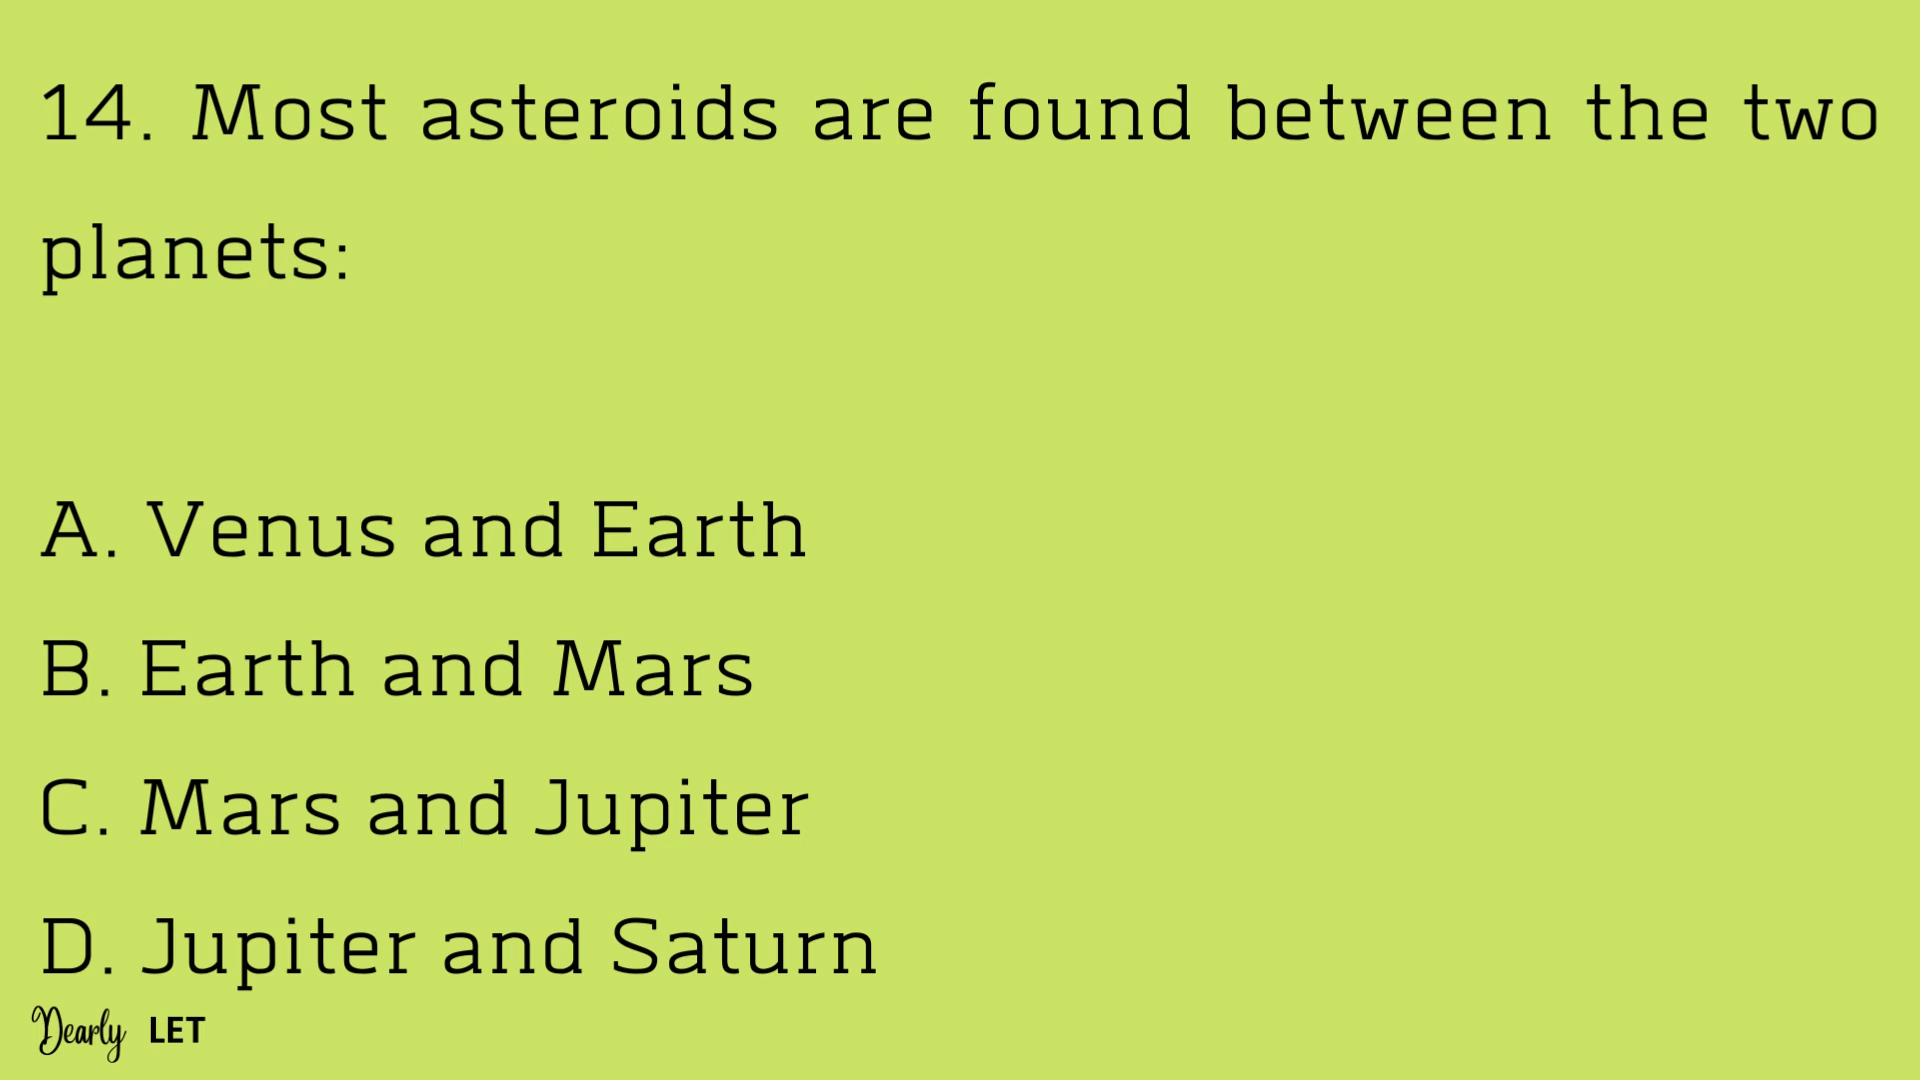 14. Most asteroids are found between the two
planets:
A. Venus and Earth
B. Earth and Mars
C. Mars and Jupiter
D. Jupiter and Saturn
Dearly LET